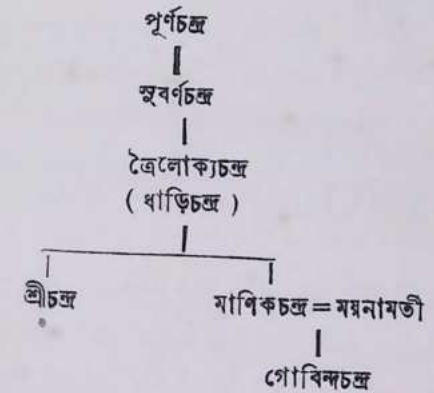 পূর্ণচন্দ্র
সুবর্ণচন্দ্র
ত্রৈলোক্যচন্দ্র
( ধাড়িচন্দ্র )
শ্রীচন্দ্র মাণিকচন্দ্র = ময়নামতী
গোবিন্দচন্দ্র